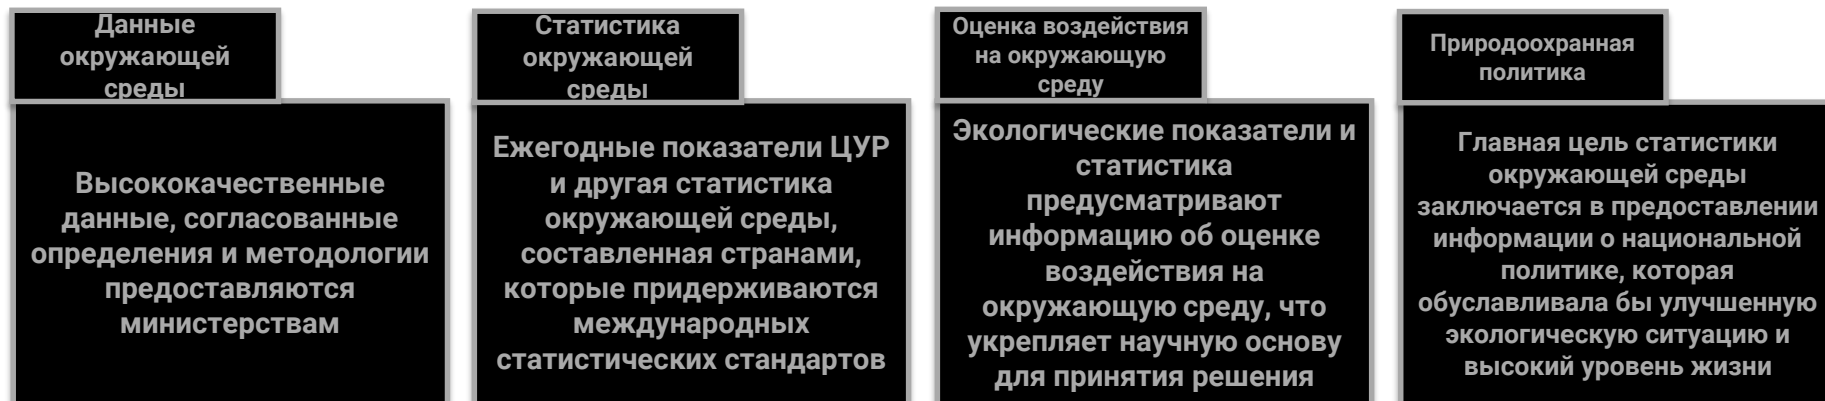 Данные
окружающей
среды
Высококачественные
данные, согласованные
определения и методологии
предоставляются
министерствам
Статистика
окружающей
среды
Ежегодные показатели ЦУР
и другая статистика
окружающей среды,
составленная странами,
которые придерживаются
международных
статистических стандартов
Оценка воздействия
на окружающую
среду
Экологические показатели и
статистика
предусматривают
информацию об оценке
воздействия на
окружающую среду, что
укрепляет научную основу
для принятия решения
Природоохранная
политика
Главная цель статистики
окружающей среды
заключается в предоставлении
информации о национальной
политике, которая
обуславливала бы улучшенную
экологическую ситуацию и
высокий уровень жизни